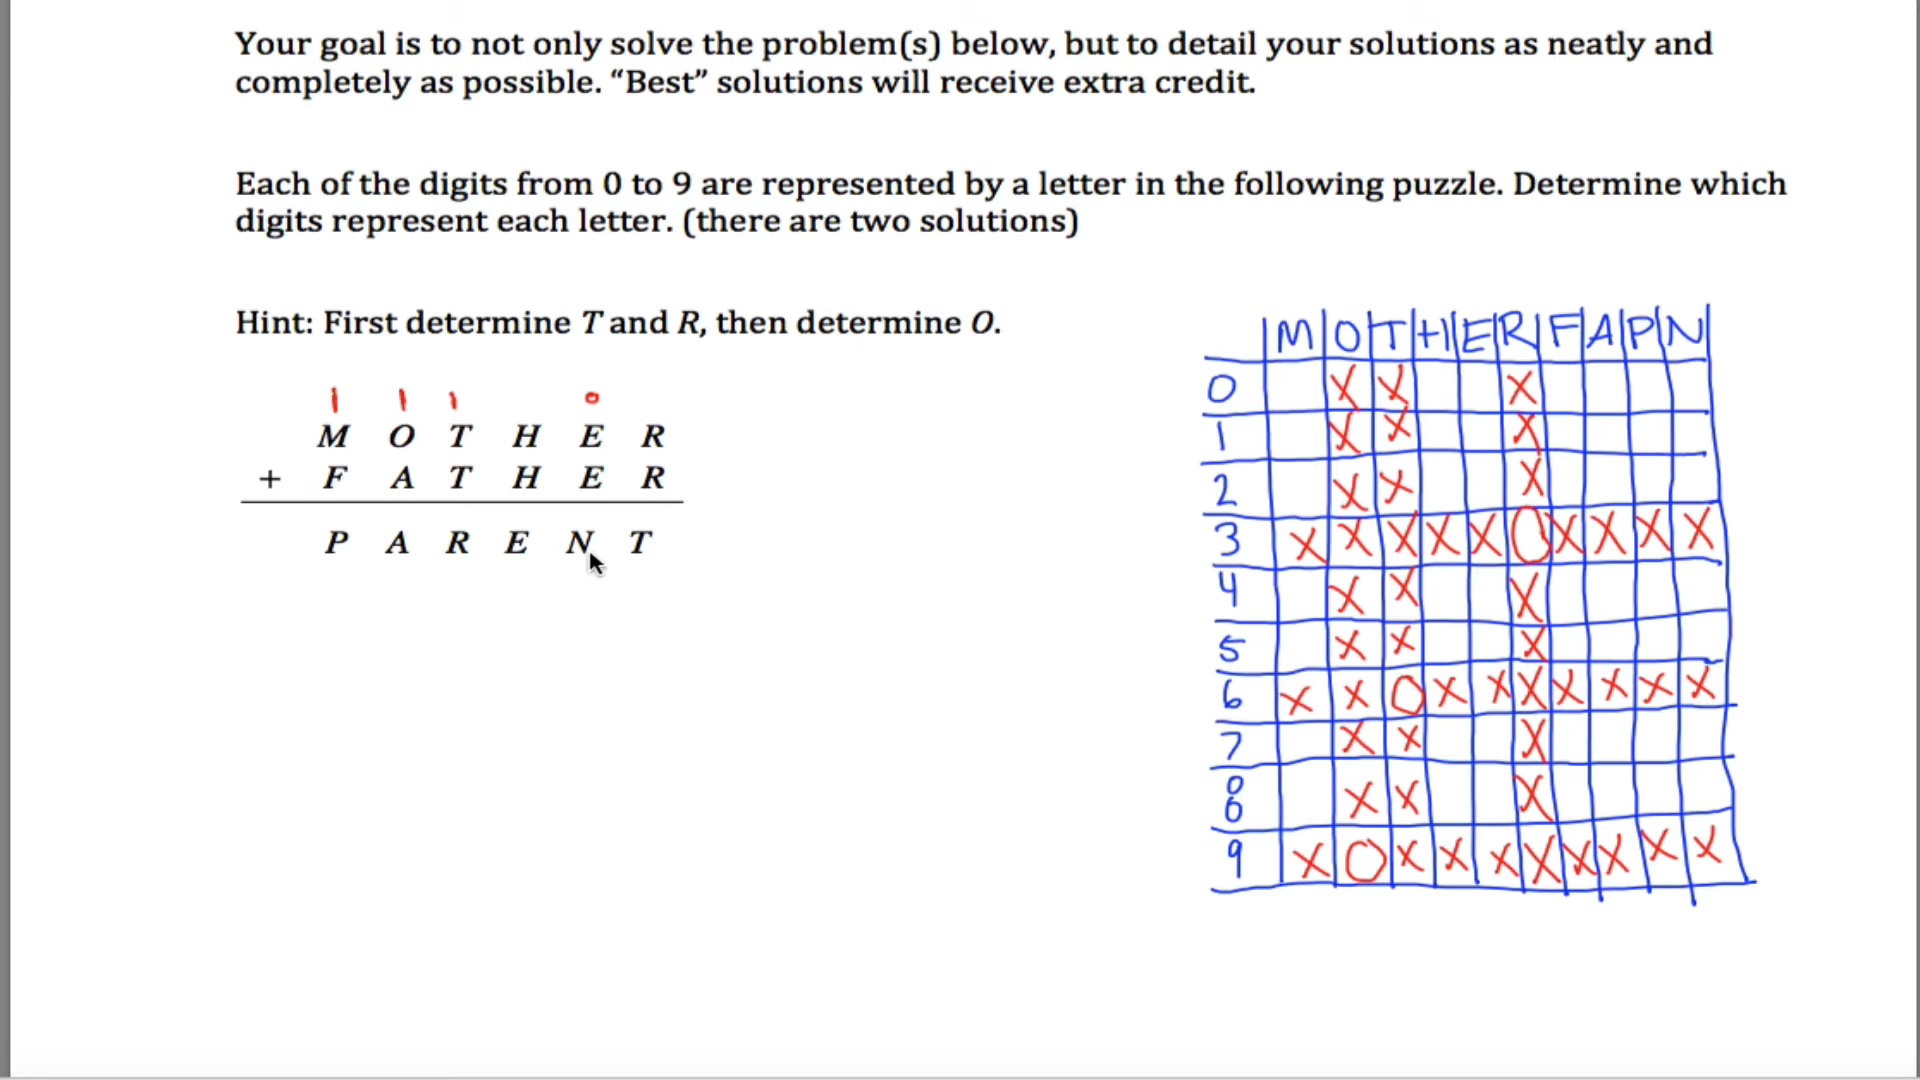 Your goal is to not only solve the problem(s) below, but to detail your solutions as neatly and
completely as possible. “Best” solutions will receive extra credit.
Each of the digits from 0 to 9 are represented by a letter in the following puzzle. Determine which
digits represent each letter. (there are two solutions)
Hint: First determine T and R, then determine O.
1 1 1 0
M O T H E R
+ F A T H E R
P A R E N T
M O T H E R F A P N
0 X X X
1 X X X
2 X X X
3 X X X X X O X X X X
4 X X X
5 X X X
6 X X O X X X X X X X
7 X X X
8 X X X
9 X O X X X X X X X X